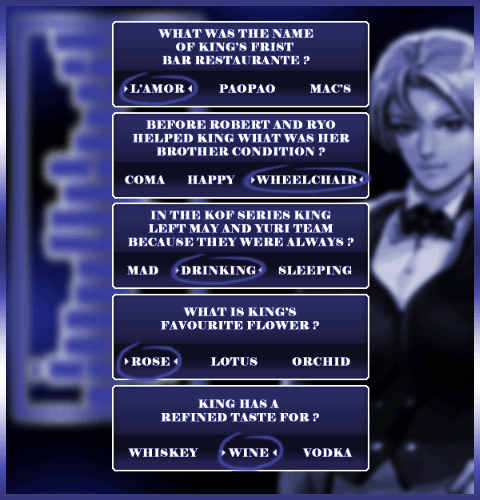 WHAT WAS THE NAME
OF KING'S FRIST
BAR RESTAURANTE ?
L'AMOR PAOPAO MAC'S
BEFORE ROBERT AND RYO
HELPED KING WHAT WAS HER
BROTHER CONDITION ?
COMA HAPPY WHEELCHAIR
IN THE KOF SERIES KING
LEFT MAY AND YURI TEAM
BECAUSE THEY WERE ALWAYS ?
MAD DRINKING SLEEPING
WHAT IS KING'S
FAVOURITE FLOWER ?
ROSE LOTUS ORCHID
KING HAS A
REFINED TASTE FOR ?
WHISKEY WINE VODKA